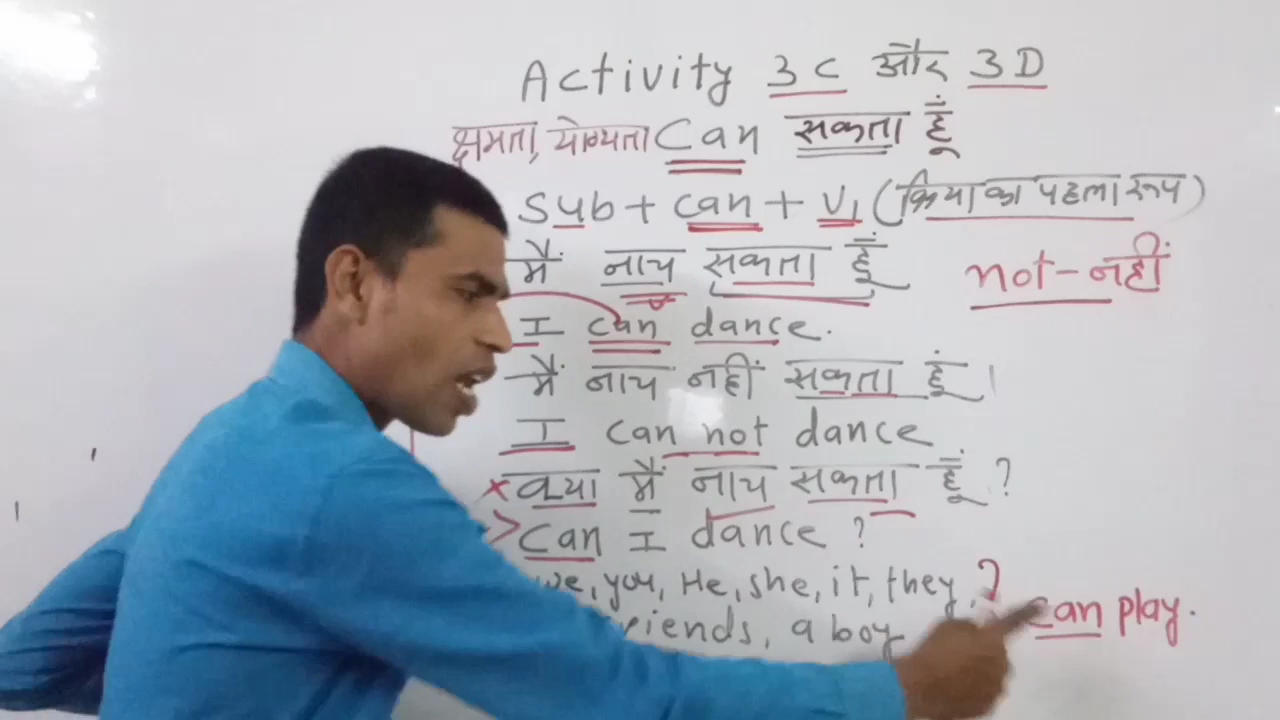 Activity 3C और 3D
क्षमता, योग्यता Can सकता हूँ
Sub + can + V1 (क्रिया का पहला रूप)
मैं नाच सकता हूँ
not - नहीं
I can dance.
मैं नाच नहीं सकता हूँ।
I can not dance
× क्या मैं नाच सकता हूँ ?
> Can I dance ?
we, you, He, she, it, they, }
can play.
friends, a boy